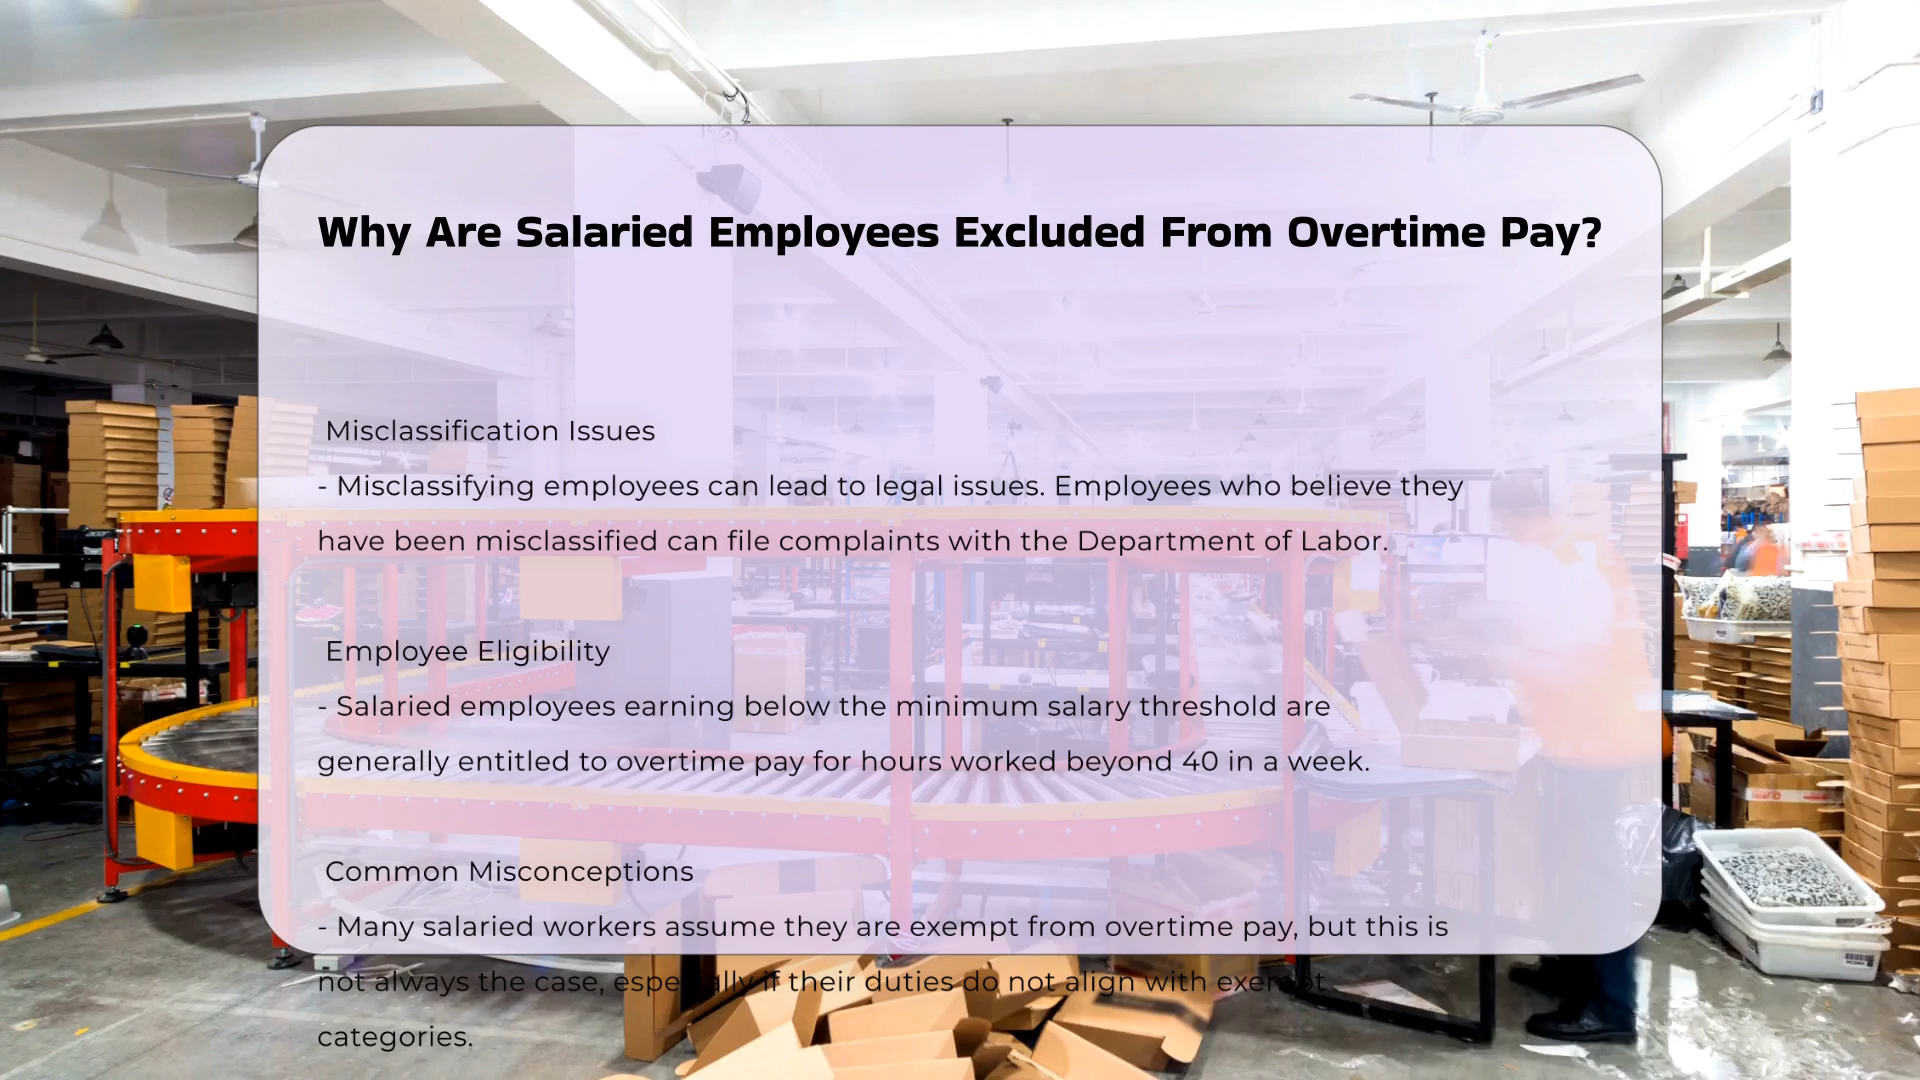 Why Are Salaried Employees Excluded From Overtime Pay?
Misclassification Issues
- Misclassifying employees can lead to legal issues. Employees who believe they
have been misclassified can file complaints with the Department of Labor.
Employee Eligibility
- Salaried employees earning below the minimum salary threshold are
generally entitled to overtime pay for hours worked beyond 40 in a week.
Common Misconceptions
- Many salaried workers assume they are exempt from overtime pay, but this is
not always the case, especially if their duties do not align with exempt
categories.